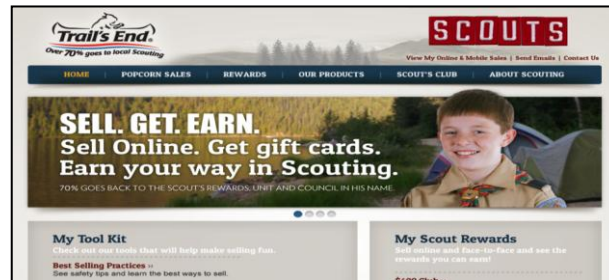 Trail's End®
Over 70% goes to local Scouting
SCOUTS
View My Online & Mobile Sales | Send Emails | Contact Us
HOME | POPCORN SALES | REWARDS | OUR PRODUCTS | SCOUT'S CLUB | ABOUT SCOUTING
SELL. GET. EARN.
Sell Online. Get gift cards.
Earn your way in Scouting.
70% GOES BACK TO THE SCOUT'S REWARDS, UNIT AND COUNCIL IN HIS NAME.
My Tool Kit
Check out our tools that will help make selling fun.
Best Selling Practices ››
See safety tips and learn the best ways to sell.
My Scout Rewards
Sell online and face-to-face and see the
rewards you can earn!